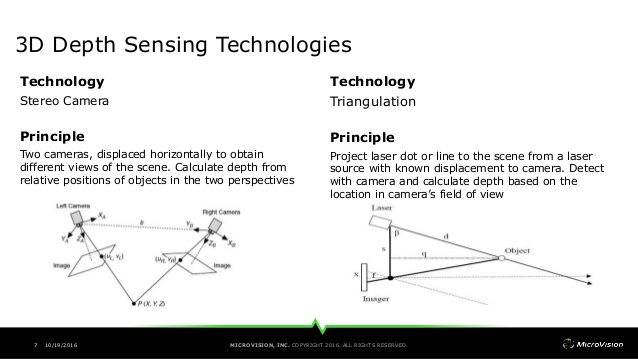 3D Depth Sensing Technologies
Technology
Stereo Camera
Principle
Two cameras, displaced horizontally to obtain
different views of the scene. Calculate depth from
relative positions of objects in the two perspectives
Left Camera
Right Camera
b
X_A
Y_A
Z_A
Y_B
Z_B
X_B
Image
(u_L, v_L)
(u_R, v_R)
Image
P (X, Y, Z)
Technology
Triangulation
Principle
Project laser dot or line to the scene from a laser
source with known displacement to camera. Detect
with camera and calculate depth based on the
location in camera's field of view
Laser
β
d
s
q
Object
x
f
Imager
7 10/19/2016
MICROVISION, INC. COPYRIGHT 2016. ALL RIGHTS RESERVED.
MicroVision